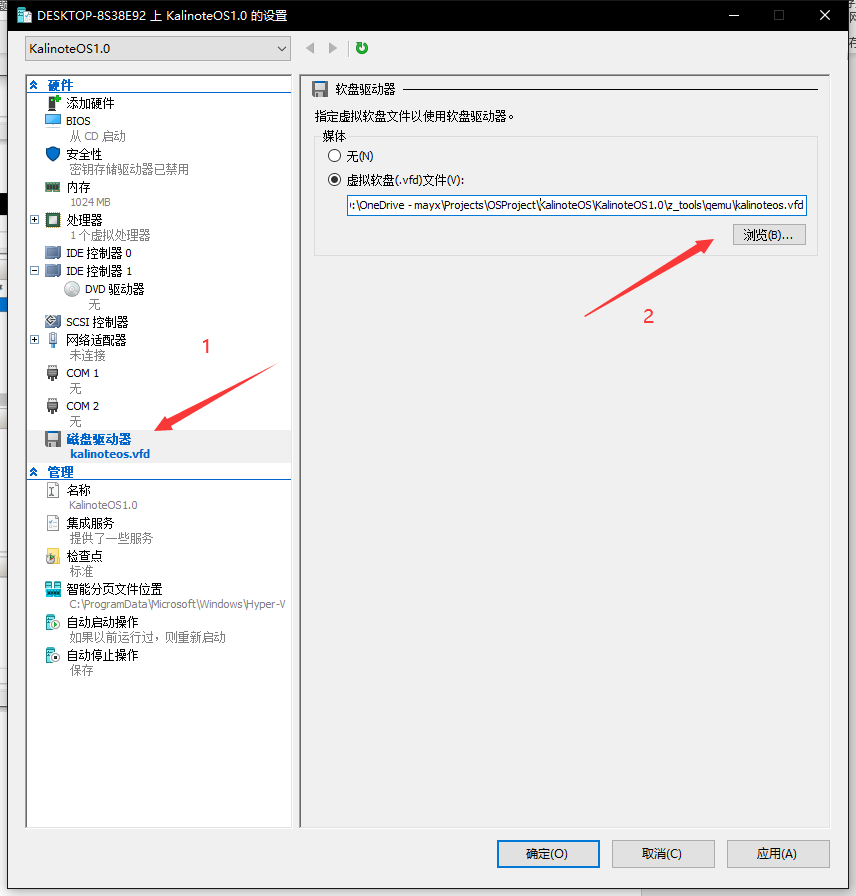 DESKTOP-8S38E92 上 KalinoteOS1.0 的设置
KalinoteOS1.0
硬件
添加硬件
BIOS
从 CD 启动
安全性
密钥存储驱动器已禁用
内存
1024 MB
处理器
1 个虚拟处理器
IDE 控制器 0
IDE 控制器 1
DVD 驱动器
无
SCSI 控制器
网络适配器
未连接
COM 1
无
COM 2
无
磁盘驱动器
kalinoteos.vfd
管理
名称
KalinoteOS1.0
集成服务
提供了一些服务
检查点
标准
智能分页文件位置
C:\ProgramData\Microsoft\Windows\Hyper-V
自动启动操作
如果以前运行过，则重新启动
自动停止操作
保存
1
软盘驱动器
指定虚拟软盘文件以使用软盘驱动器。
媒体
无(N)
虚拟软盘(.vfd)文件(V):
:\OneDrive - mayx\Projects\OSProject\KalinoteOS\KalinoteOS1.0\z_tools\qemu\kalinoteos.vfd
浏览(B)...
2
确定(O)
取消(C)
应用(A)